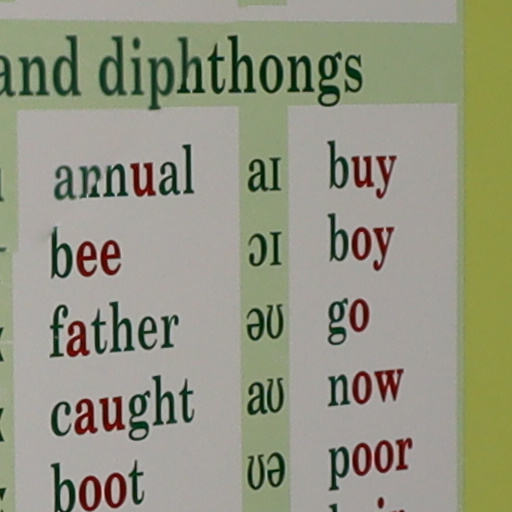 and diphthongs
annual aɪ buy
bee ɔɪ boy
father əʊ go
caught aʊ now
boot ʊə poor